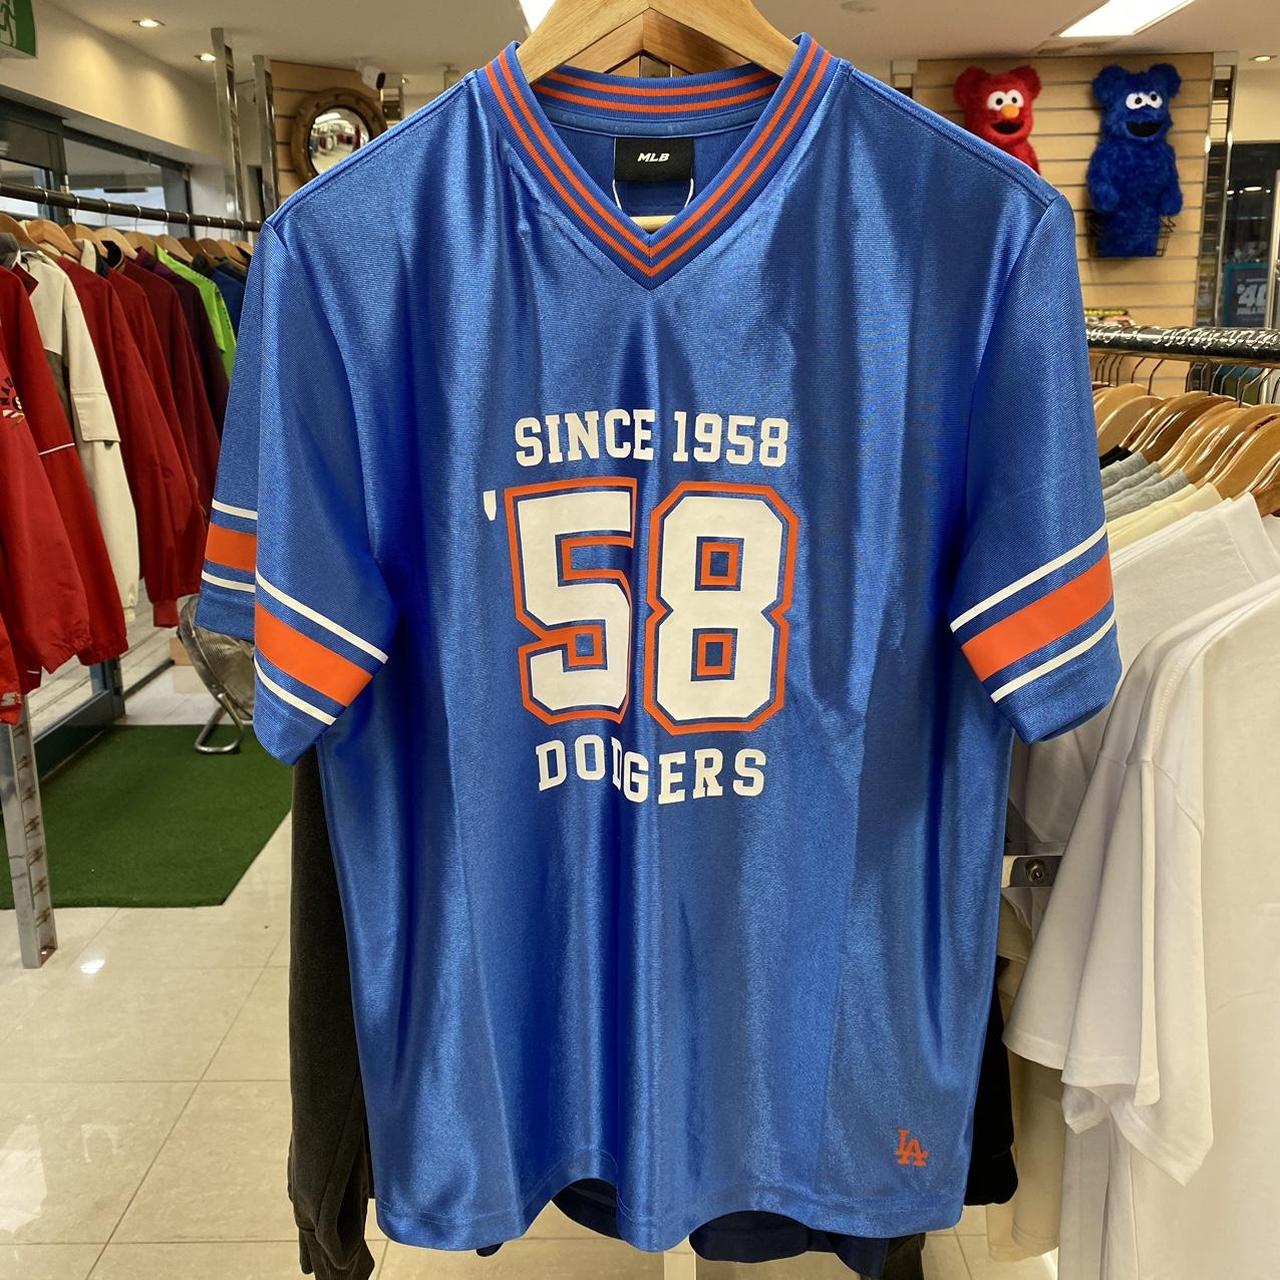 MLB
SINCE 1958
'58
DODGERS
LA